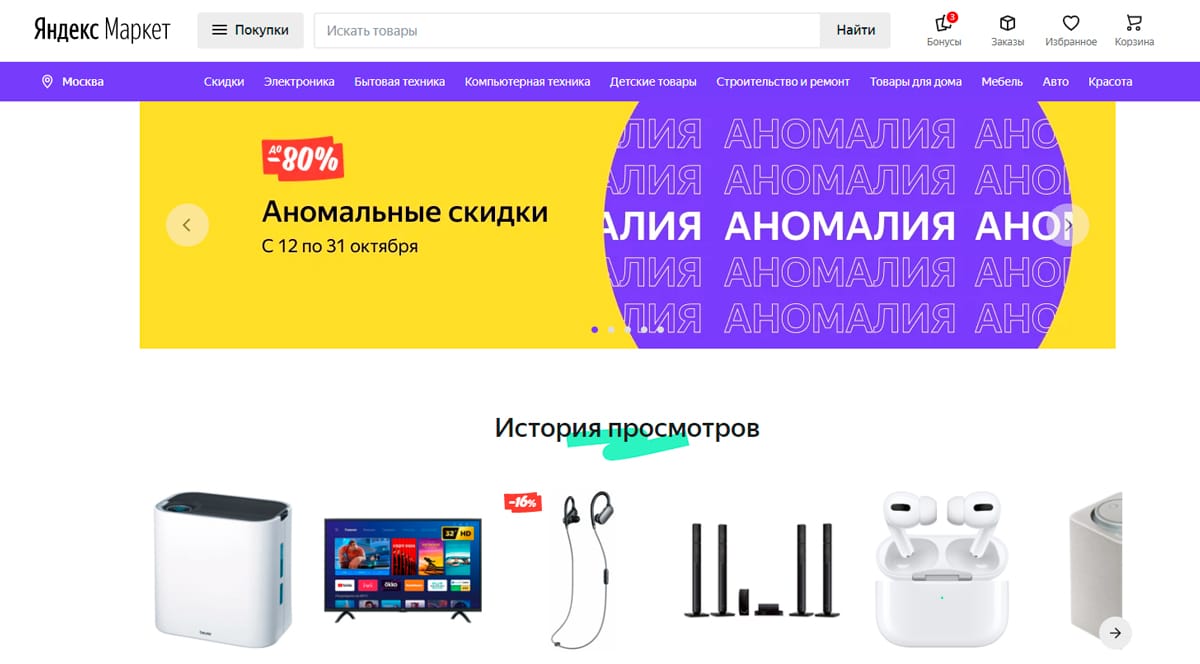 Яндекс Маркет
Покупки
Искать товары
Найти
3
Бонусы
Заказы
Избранное
Корзина
Москва
Скидки
Электроника
Бытовая техника
Компьютерная техника
Детские товары
Строительство и ремонт
Товары для дома
Мебель
Авто
Красота
до -80%
Аномальные скидки
С 12 по 31 октября
АЛИЯ АНОМАЛИЯ АНО
АЛИЯ АНОМАЛИЯ АНО
АЛИЯ АНОМАЛИЯ АНО
АЛИЯ АНОМАЛИЯ АНО
АЛИЯ АНОМАЛИЯ АНО
История просмотров
-16%
32 HD
okko
beurer